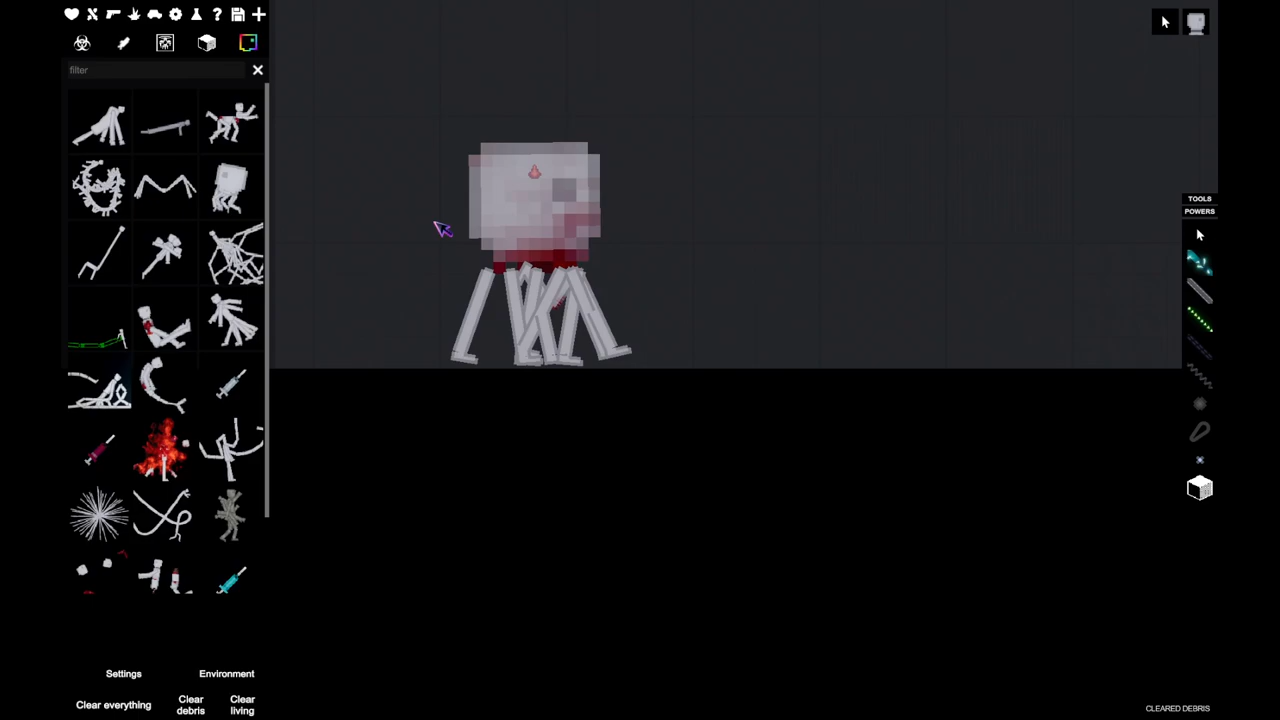 filter
TOOLS
POWERS
Settings
Environment
Clear everything
Clear
debris
Clear
living
CLEARED DEBRIS